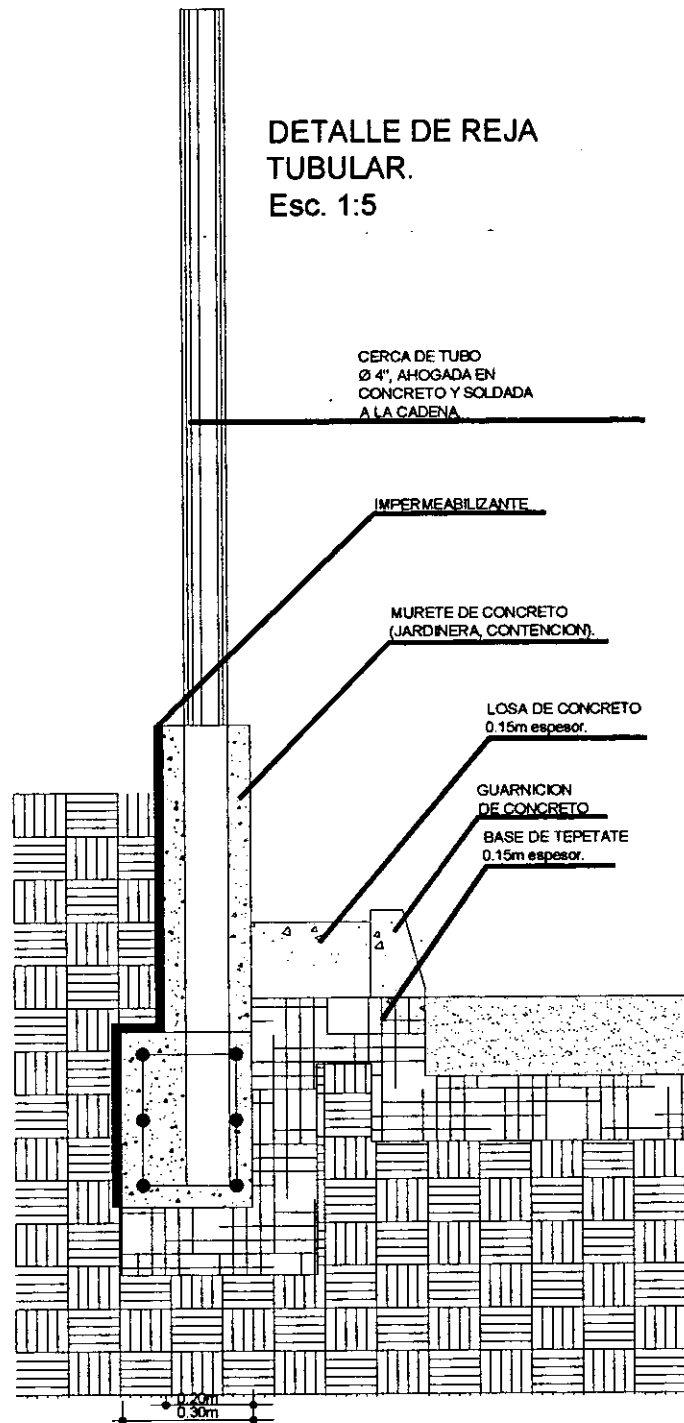 DETALLE DE REJA
TUBULAR.
Esc. 1:5
CERCA DE TUBO
Ø 4", AHOGADA EN
CONCRETO Y SOLDADA
A LA CADENA
IMPERMEABILIZANTE
MURETE DE CONCRETO
(JARDINERA, CONTENCION).
LOSA DE CONCRETO
0.15m espesor.
GUARNICION
DE CONCRETO
BASE DE TEPETATE
0.15m espesor.
0.20m
0.30m